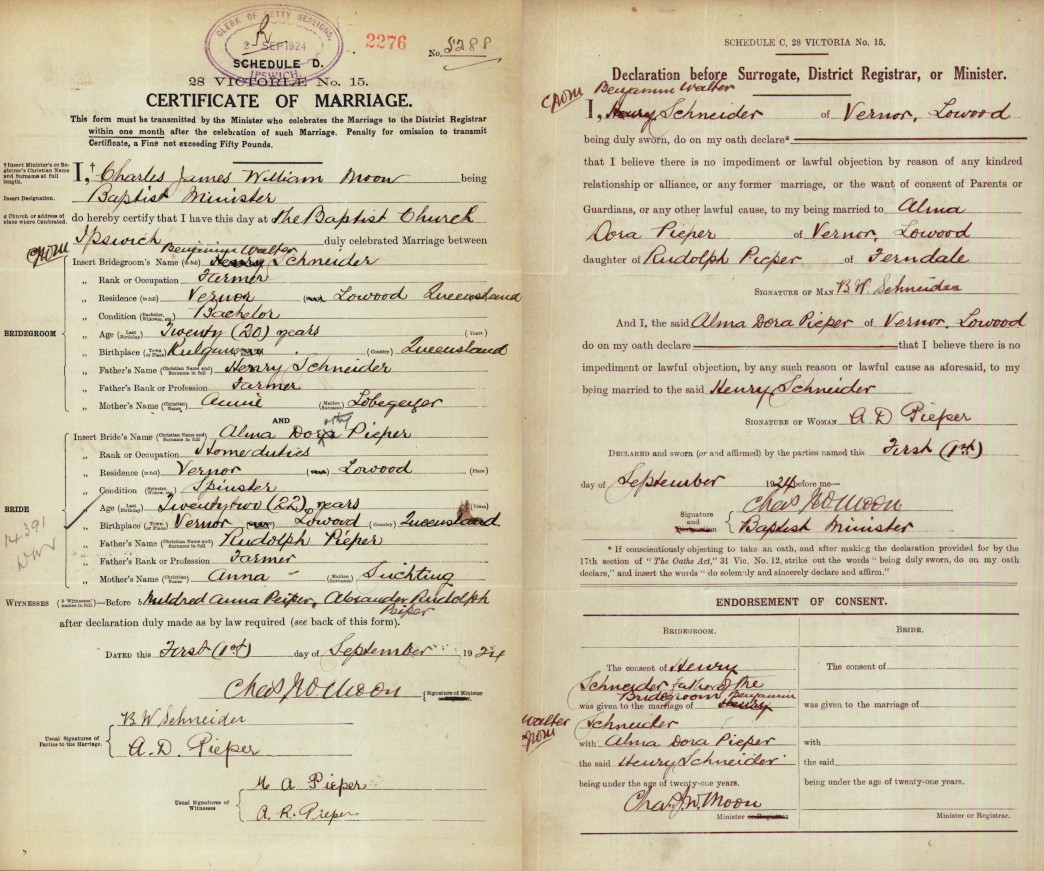 CLERK OF PETTY SESSIONS,
2 SEP 1924
IPSWICH.
2276
No. 5288
SCHEDULE D.
28 VICTORIÆ No. 15.
CERTIFICATE OF MARRIAGE.
This form must be transmitted by the Minister who celebrates the Marriage to the District Registrar
within one month after the celebration of such Marriage. Penalty for omission to transmit
Certificate, a Fine not exceeding Fifty Pounds.
† Insert Minister's or Registrar's Christian Name and Surname at full length.
I,† Charles James William Moon being
Insert Designation. Baptist Minister
a Church or address of place where Celebrated. do hereby certify that I have this day at The Baptist Church
Ipswich duly celebrated Marriage between
CJWM
Benjamin Walter
BRIDEGROOM
Insert Bridegroom's Name (in full) Henry Schneider
„ Rank or Occupation Farmer
„ Residence (in full) Vernor Lowood Queensland
„ Condition (Bachelor, Widower, etc.) Bachelor
„ Age (Last Birthday) Twenty (20) years (Years)
„ Birthplace (Town or Place) (Country) Queensland
„ Father's Name (Christian Name and Surname in full) Henry Schneider
„ Father's Rank or Profession Farmer
„ Mother's Name (Christian Name) Annie (Maiden Surname) Lobegeiger
AND
othy
BRIDE
Insert Bride's Name (Christian Name and Surname in full) Alma Dora Pieper
„ Rank or Occupation Home duties
„ Residence (in full) Vernor Lowood (Place)
„ Condition (Spinster, Widow, etc.) Spinster
„ Age (Last birthday) Twenty two (22) years (Years)
„ Birthplace (Town or Place) Vernor Lowood (Country) Queensland
„ Father's Name (Christian Name and Surname in full) Rudolph Pieper
„ Father's Rank or Profession Farmer
„ Mother's Name (Christian Name) Anna (Maiden Surname) Suchting
14391
WITNESSES (2 Witnesses' names in full)—Before Mildred Anna Peiper, Alexander Rudolph
Peiper
after declaration duly made as by law required (see back of this form).
DATED this First (1st) day of September 1924
Chas J W Moon (Signature of Minister
Usual Signatures of Parties to the Marriage.
B. W Schneider
A. D. Pieper
Usual Signatures of Witnesses
M A Pieper
A. R. Pieper
SCHEDULE C, 28 VICTORIA No. 15.
Declaration before Surrogate, District Registrar, or Minister.
CJWM Benjamin Walter
I, Henry Schneider of Vernor, Lowood
being duly sworn, do on my oath declare*
that I believe there is no impediment or lawful objection by reason of any kindred
relationship or alliance, or any former marriage, or the want of consent of Parents or
Guardians, or any other lawful cause, to my being married to Alma
Dora Pieper of Vernor, Lowood
daughter of Rudolph Pieper of Ferndale
SIGNATURE OF MAN B. W. Schneider
And I, the said Alma Dora Pieper of Vernor, Lowood
do on my oath declare that I believe there is no
impediment or lawful objection, by any such reason or lawful cause as aforesaid, to my
being married to the said Henry Schneider
SIGNATURE OF WOMAN A. D Pieper
DECLARED and sworn (or and affirmed) by the parties named this First (1st)
day of September 1924 before me—
Chas J W Moon
Signature and Designation
Baptist Minister
* If conscientiously objecting to take an oath, and after making the declaration provided for by the
17th section of "The Oaths Act," 31 Vic. No. 12, strike out the words "being duly sworn, do on my oath
declare," and insert the words "do solemnly and sincerely declare and affirm."
ENDORSEMENT OF CONSENT.
BRIDEGROOM.
The consent of Henry
Schneider father of the
Bridegroom, Benjamin
was given to the marriage of Henry
Walter Schneider
CJWM
with Alma Dora Pieper
the said Henry Schneider
being under the age of twenty-one years.
Chas. J. W. Moon
Minister or Registrar
BRIDE.
The consent of
was given to the marriage of
with
the said
being under the age of twenty-one years.
Minister or Registrar.